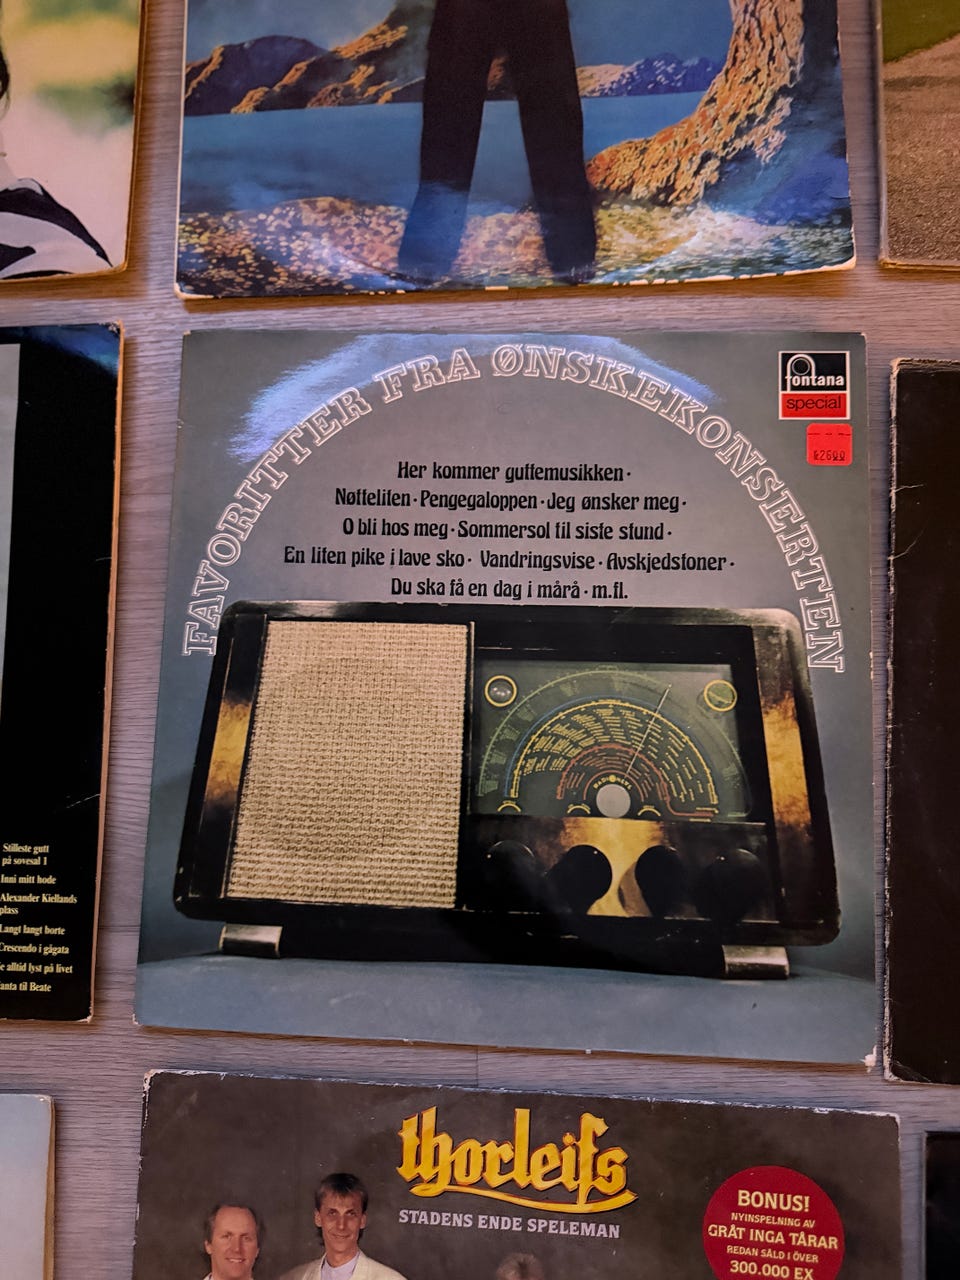 FAVORITTER FRA ØNSKEKONSERTEN
fontana
special
Her kommer guttemusikken ·
Nøtteliten · Pengegaloppen · Jeg ønsker meg ·
O bli hos meg · Sommersol til siste stund ·
En liten pike i lave sko · Vandringsvise · Avskjedstoner ·
Du ska få en dag i mårå · m.fl.
RADIONETTE
Stilleste gutt
på sovesal 1
Inni mitt hode
Alexander Kiellands
plass
Langt langt borte
Crescendo i gågata
alltid lyst på livet
til Beate
thorleifs
STADENS ENDE SPELEMAN
BONUS!
NYINSPELNING AV
GRÅT INGA TÅRAR
REDAN SÅLD I ÖVER
300.000 EX